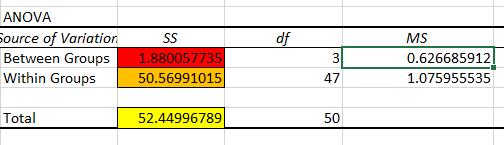 ANOVA
Source of Variation SS df MS
Between Groups 1.880057735 3 0.626685912
Within Groups 50.56991015 47 1.075955535
Total 52.44996789 50